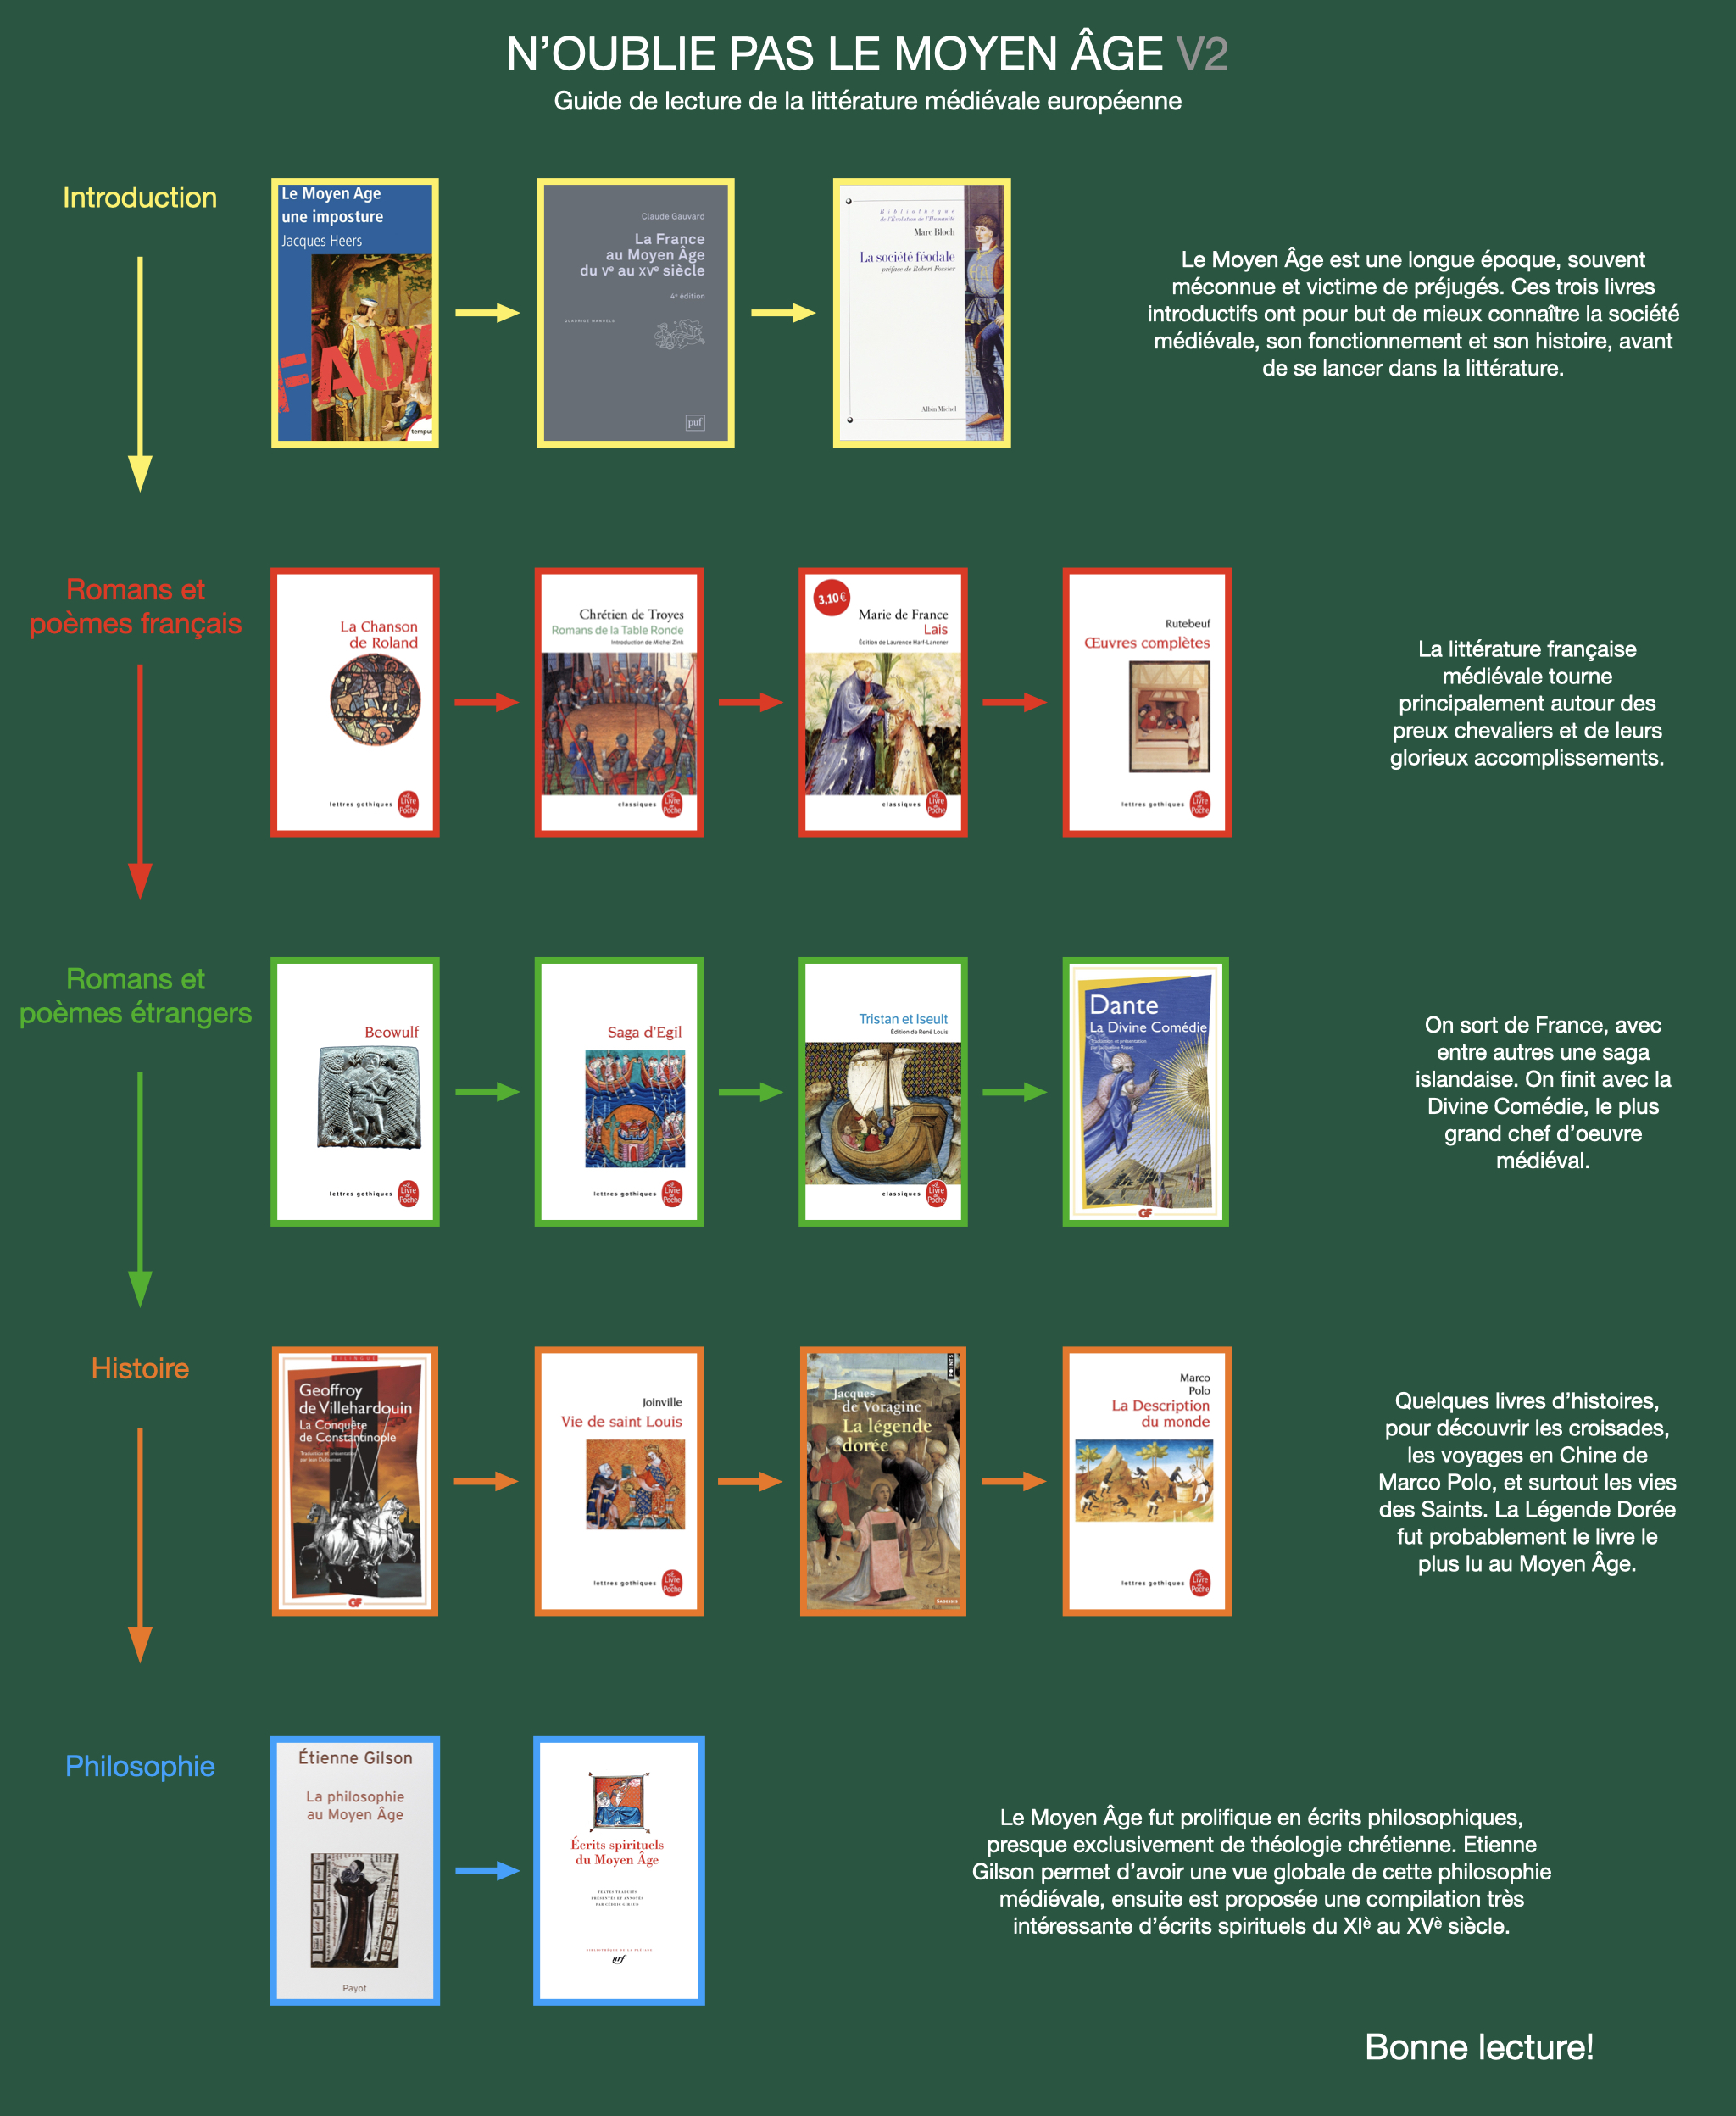 N'OUBLIE PAS LE MOYEN ÂGE V2
Guide de lecture de la littérature médiévale européenne
Introduction
Le Moyen Age
une imposture
Jacques Heers
FAUX
tempus
Claude Gauvard
La France
au Moyen Âge
du Ve au XVe siècle
4e édition
QUADRIGE MANUELS
puf
Bibliothèque
de l'Évolution de l'Humanité
Marc Bloch
La société féodale
préface de Robert Fossier
Albin Michel
Le Moyen Âge est une longue époque, souvent
méconnue et victime de préjugés. Ces trois livres
introductifs ont pour but de mieux connaître la société
médiévale, son fonctionnement et son histoire, avant
de se lancer dans la littérature.
Romans et
poèmes français
La Chanson
de Roland
lettres gothiques
Le Livre de Poche
Chrétien de Troyes
Romans de la Table Ronde
Introduction de Michel Zink
classiques
Le Livre de Poche
3,10 €
Marie de France
Lais
Édition de Laurence Harf-Lancner
classiques
Le Livre de Poche
Rutebeuf
Œuvres complètes
lettres gothiques
Le Livre de Poche
La littérature française
médiévale tourne
principalement autour des
preux chevaliers et de leurs
glorieux accomplissements.
Romans et
poèmes étrangers
Beowulf
lettres gothiques
Le Livre de Poche
Saga d'Egil
lettres gothiques
Le Livre de Poche
Tristan et Iseult
Édition de René Louis
classiques
Le Livre de Poche
Dante
La Divine Comédie
Traduction et présentation
par Jacqueline Risset
GF
On sort de France, avec
entre autres une saga
islandaise. On finit avec la
Divine Comédie, le plus
grand chef d'oeuvre
médiéval.
Histoire
BILINGUE
Geoffroy
de Villehardouin
La Conquête
de Constantinople
Traduction et présentation
par Jean Dufournet
GF
Joinville
Vie de saint Louis
lettres gothiques
Le Livre de Poche
POINTS
Jacques
de Voragine
La légende
dorée
Sagesses
Marco
Polo
La Description
du monde
lettres gothiques
Le Livre de Poche
Quelques livres d'histoires,
pour découvrir les croisades,
les voyages en Chine de
Marco Polo, et surtout les vies
des Saints. La Légende Dorée
fut probablement le livre le
plus lu au Moyen Âge.
Philosophie
Étienne Gilson
La philosophie
au Moyen Âge
Payot
Écrits spirituels
du Moyen Âge
TEXTES TRADUITS
PRÉSENTÉS ET ANNOTÉS
PAR CÉDRIC GIRAUD
BIBLIOTHÈQUE DE LA PLÉIADE
nrf
Le Moyen Âge fut prolifique en écrits philosophiques,
presque exclusivement de théologie chrétienne. Etienne
Gilson permet d'avoir une vue globale de cette philosophie
médiévale, ensuite est proposée une compilation très
intéressante d'écrits spirituels du XIè au XVè siècle.
Bonne lecture!